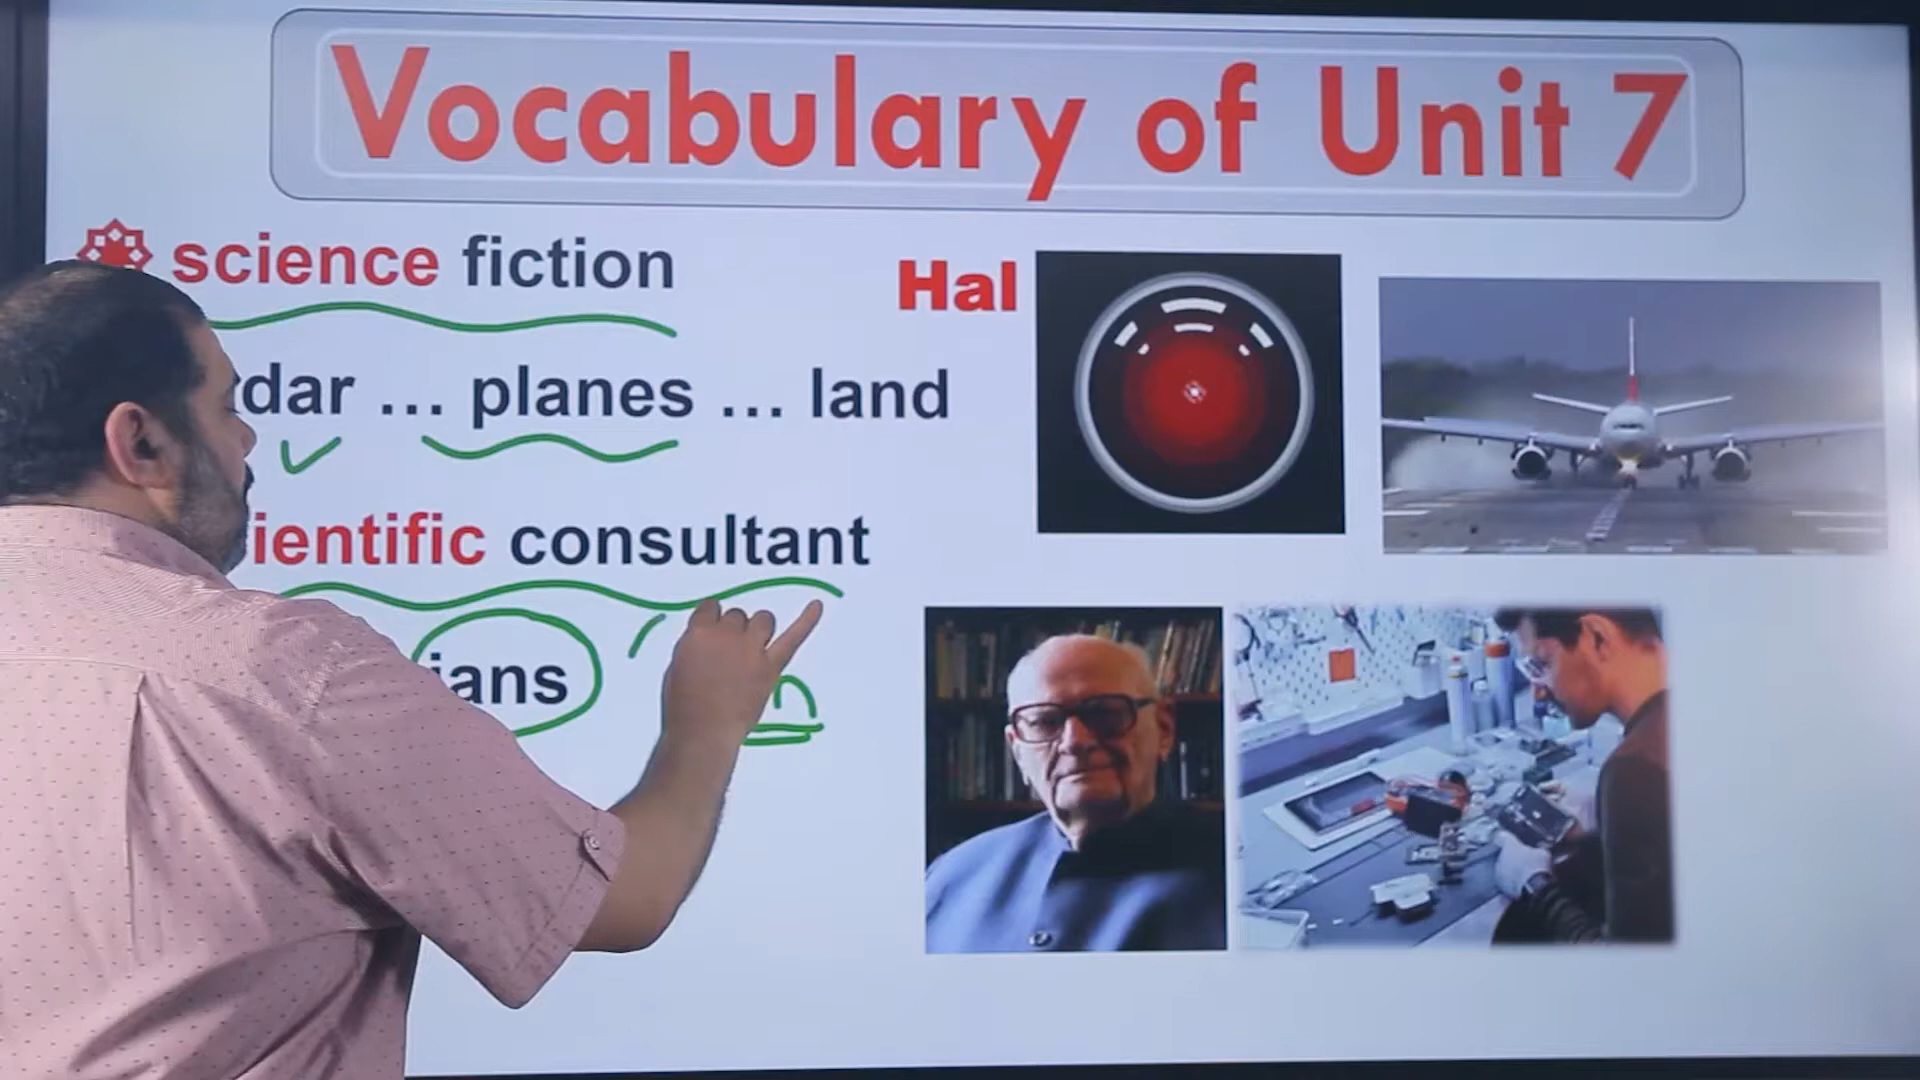 Vocabulary of Unit 7
science fiction
Hal
dar ... planes ... land
ientific consultant
ians